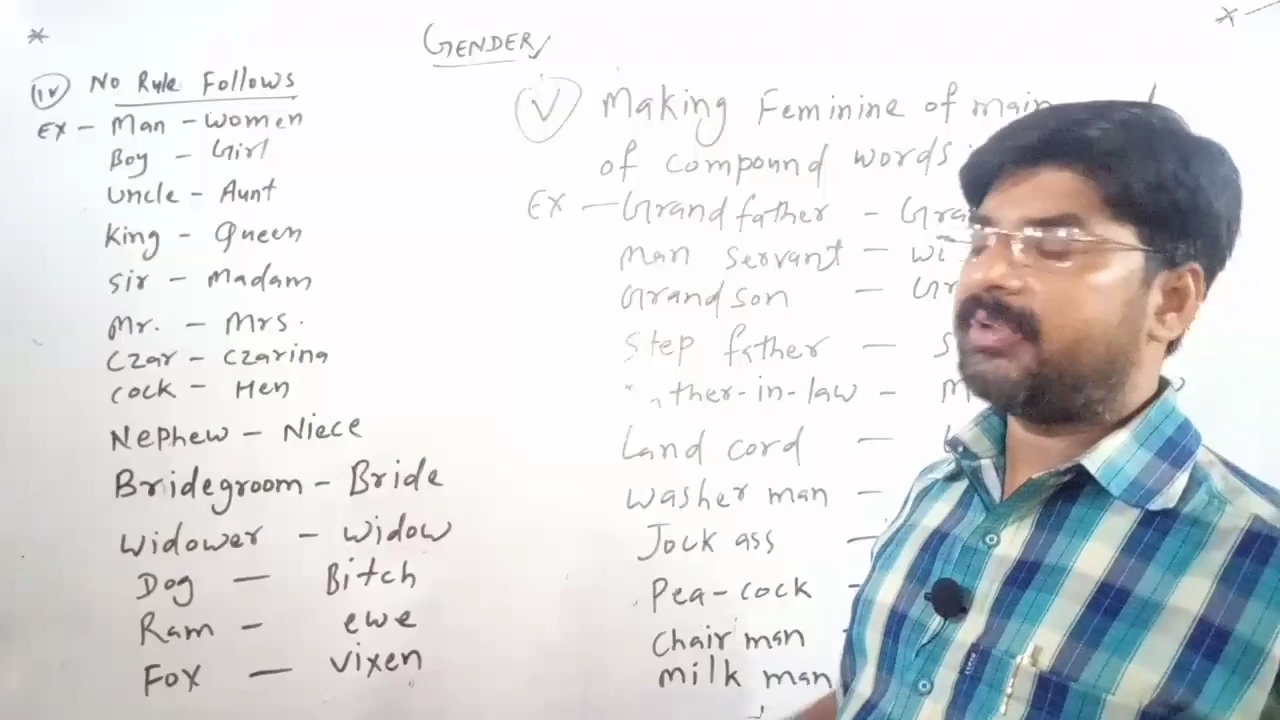 GENDER
(iv) No Rule Follows
Ex - Man - women
Boy - Girl
Uncle - Aunt
King - Queen
Sir - Madam
Mr. - Mrs.
Czar - Czarina
Cock - Hen
Nephew - Niece
Bridegroom - Bride
Widower - Widow
Dog - Bitch
Ram - ewe
Fox - vixen
(V) Making Feminine of main
of compound words
Ex - Grandfather - Gra
man servant - wi
Grandson - Gr
Step father - S
ther-in-law - M
Land cord -
washer man -
Jock ass -
Pea-cock -
Chair man
milk man